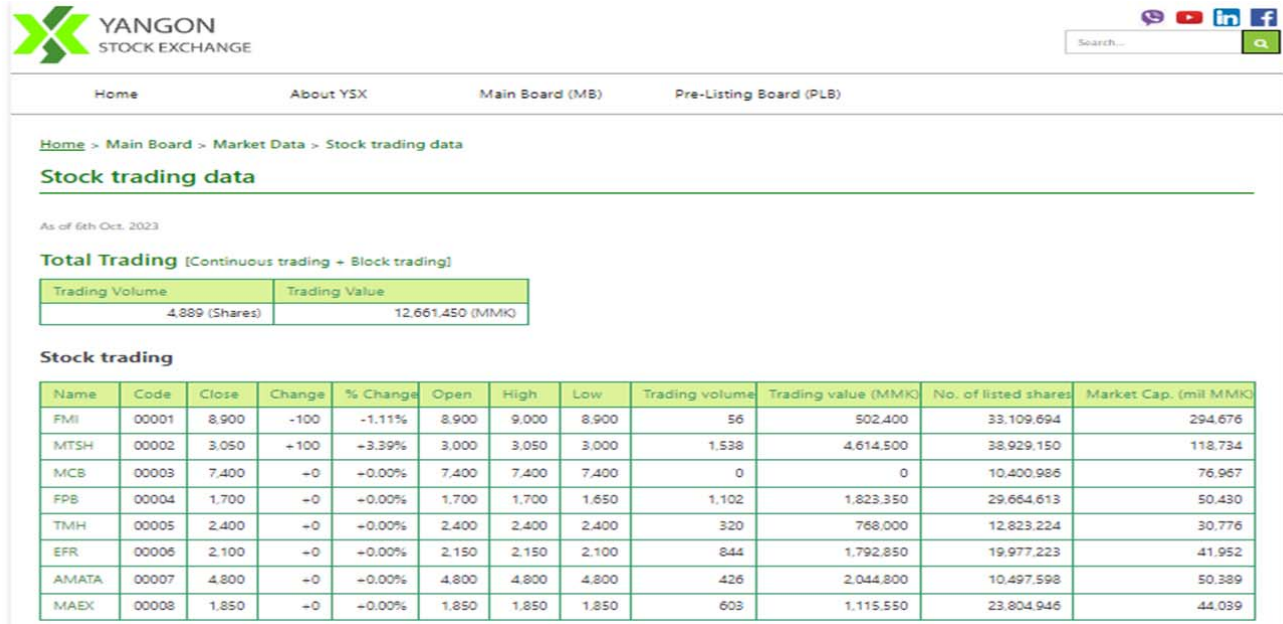 YANGON
STOCK EXCHANGE
Search...
Home About YSX Main Board (MB) Pre-Listing Board (PLB)
Home > Main Board > Market Data > Stock trading data
Stock trading data
As of 6th Oct. 2023
Total Trading [Continuous trading + Block trading]
Trading Volume Trading Value
4,889 (Shares) 12,661,450 (MMK)
Stock trading
Name Code Close Change % Change Open High Low Trading volume Trading value (MMK) No. of listed shares Market Cap. (mil MMK)
FMI 00001 8,900 -100 -1.11% 8,900 9,000 8,900 56 502,400 33,109,694 294,676
MTSH 00002 3,050 +100 +3.39% 3,000 3,050 3,000 1,538 4,614,500 38,929,150 118,734
MCB 00003 7,400 +0 +0.00% 7,400 7,400 7,400 0 0 10,400,986 76,967
FPB 00004 1,700 +0 +0.00% 1,700 1,700 1,650 1,102 1,823,350 29,664,613 50,430
TMH 00005 2,400 +0 +0.00% 2,400 2,400 2,400 320 768,000 12,823,224 30,776
EFR 00006 2,100 +0 +0.00% 2,150 2,150 2,100 844 1,792,850 19,977,223 41,952
AMATA 00007 4,800 +0 +0.00% 4,800 4,800 4,800 426 2,044,800 10,497,598 50,389
MAEX 00008 1,850 +0 +0.00% 1,850 1,850 1,850 603 1,115,550 23,804,946 44,039